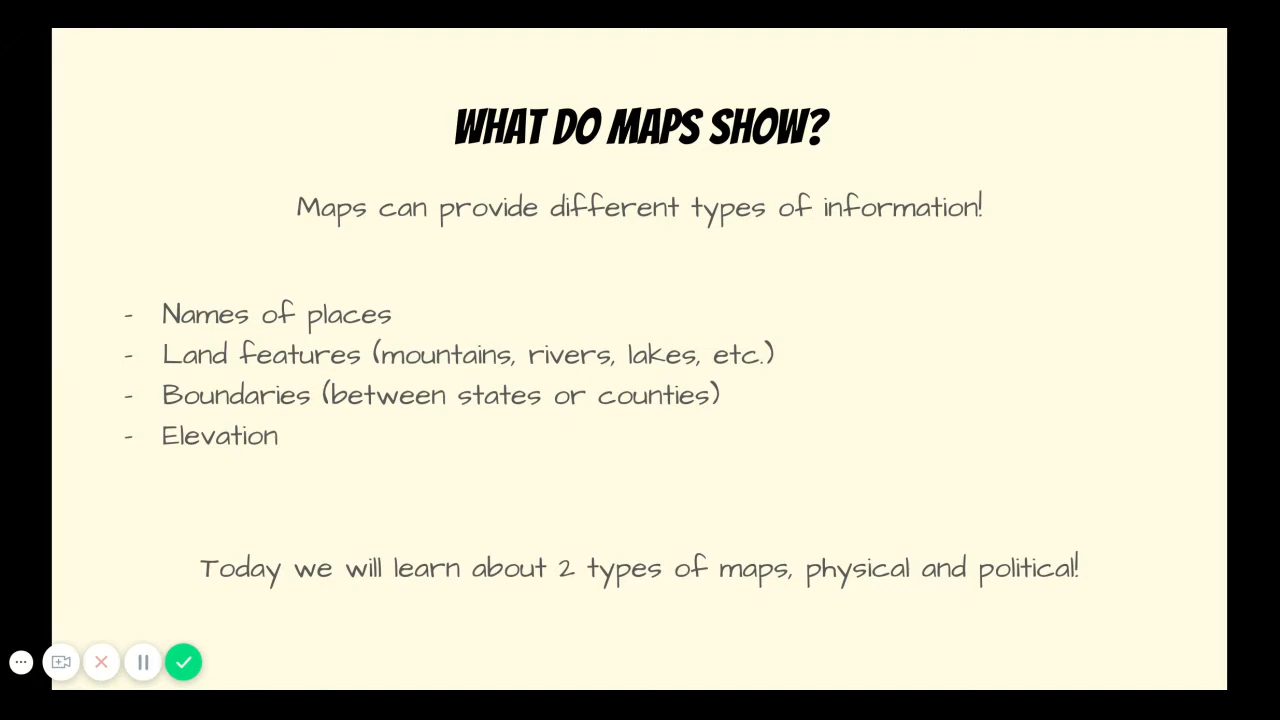 WHAT DO MAPS SHOW?
Maps can provide different types of information!
- Names of places
- Land features (mountains, rivers, lakes, etc.)
- Boundaries (between states or counties)
- Elevation
Today we will learn about 2 types of maps, physical and political!